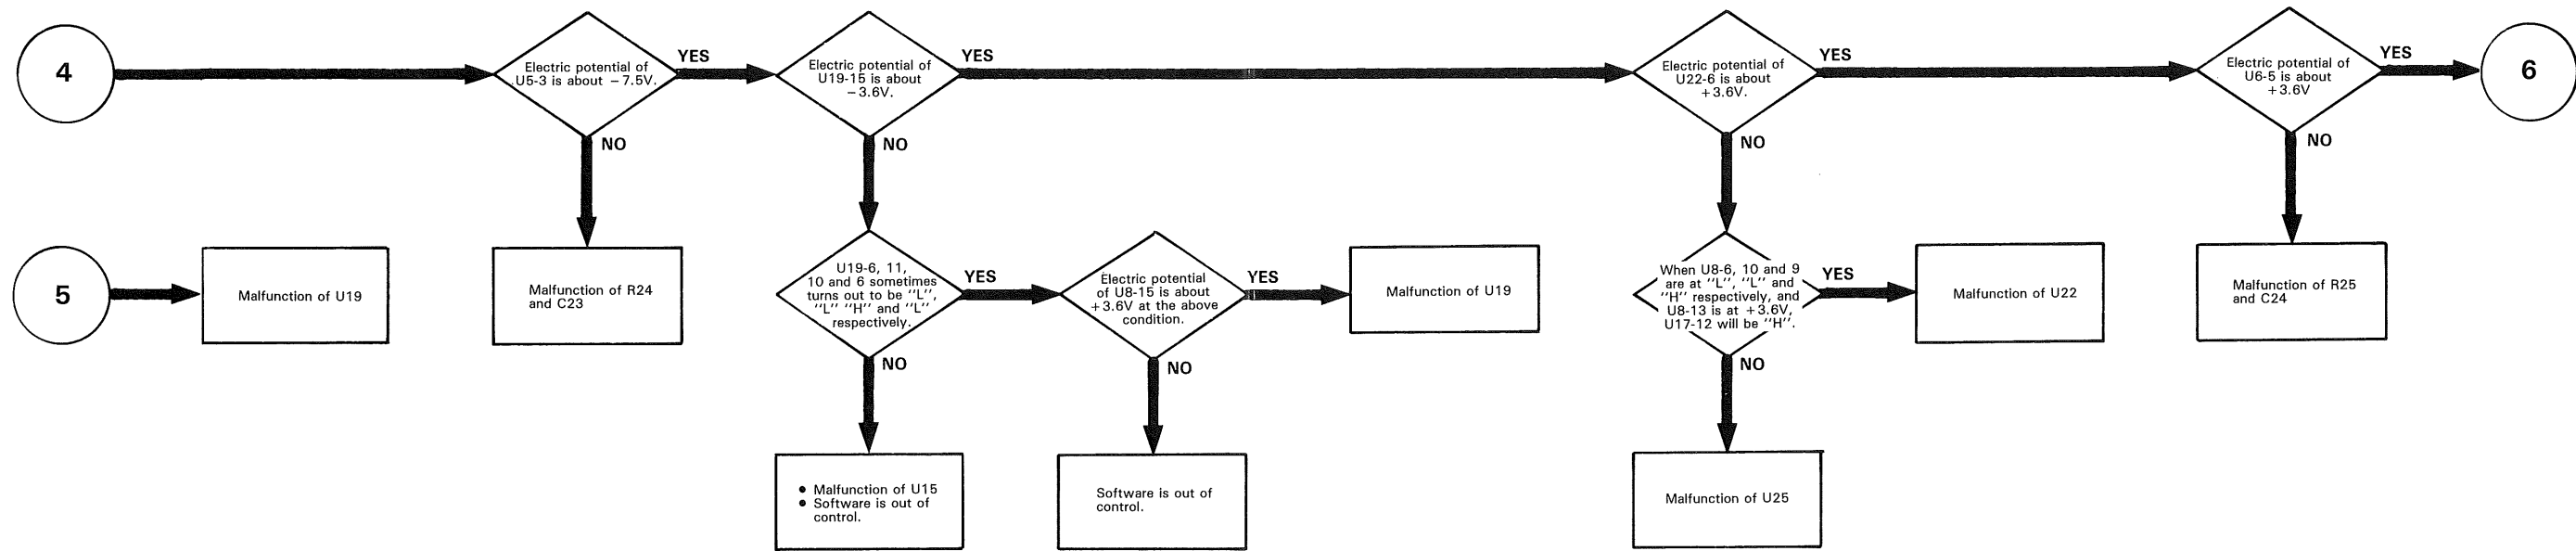 4
Electric potential of
U5-3 is about −7.5V.
YES
NO
Malfunction of R24
and C23
Electric potential of
U19-15 is about
−3.6V.
YES
NO
U19-6, 11,
10 and 6 sometimes
turns out to be "L",
"L" "H" and "L"
respectively.
YES
NO
• Malfunction of U15
• Software is out of
control.
Electric potential
of U8-15 is about
+3.6V at the above
condition.
YES
NO
Software is out of
control.
Malfunction of U19
Electric potential of
U22-6 is about
+3.6V.
YES
NO
When U8-6, 10 and 9
are at "L", "L" and
"H" respectively, and
U8-13 is at +3.6V,
U17-12 will be "H".
YES
NO
Malfunction of U25
Malfunction of U22
Electric potential of
U6-5 is about
+3.6V
YES
NO
Malfunction of R25
and C24
6
5
Malfunction of U19